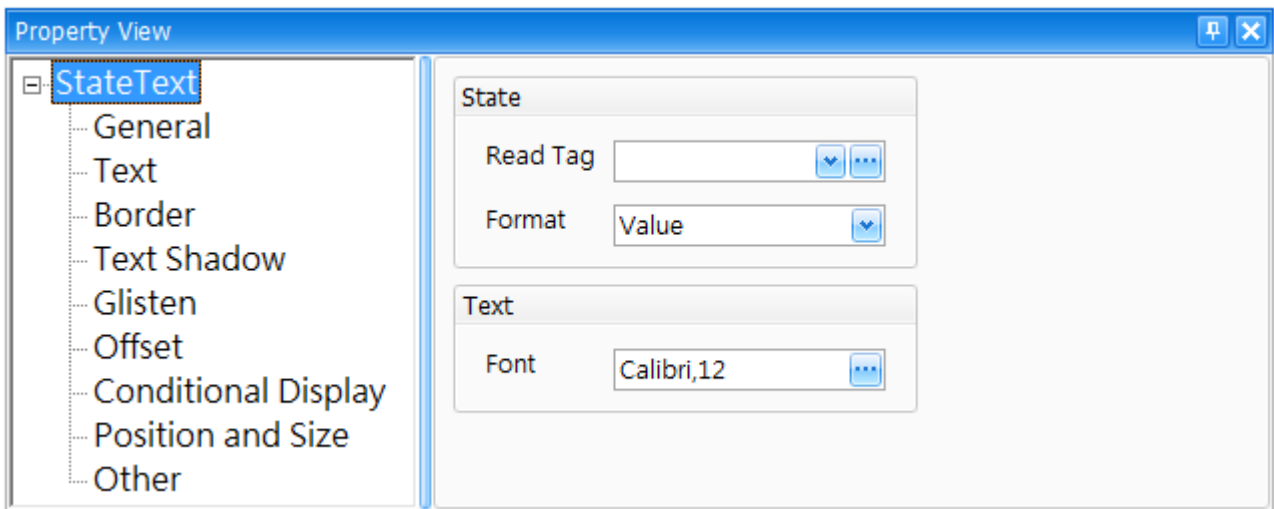 Property View
StateText
General
Text
Border
Text Shadow
Glisten
Offset
Conditional Display
Position and Size
Other
State
Read Tag
Format Value
Text
Font Calibri,12